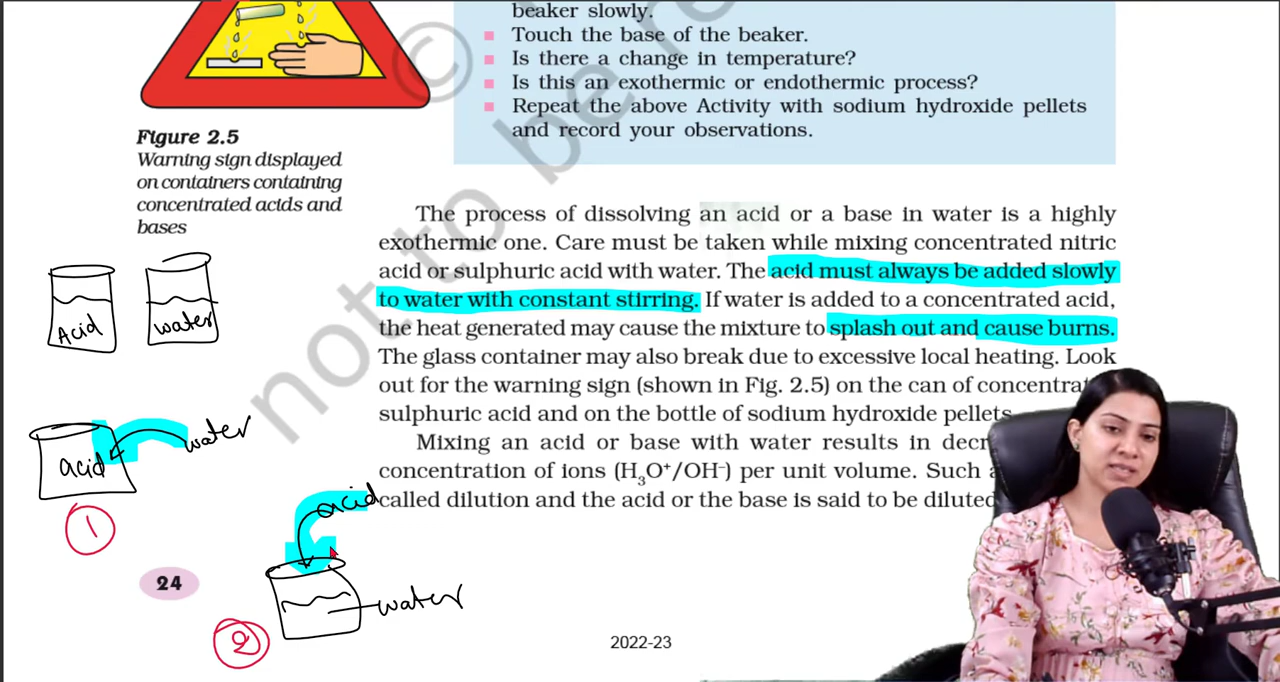 beaker slowly.
Touch the base of the beaker.
Is there a change in temperature?
Is this an exothermic or endothermic process?
Repeat the above Activity with sodium hydroxide pellets
and record your observations.
Figure 2.5
Warning sign displayed
on containers containing
concentrated acids and
bases
The process of dissolving an acid or a base in water is a highly
exothermic one. Care must be taken while mixing concentrated nitric
acid or sulphuric acid with water. The acid must always be added slowly
to water with constant stirring. If water is added to a concentrated acid,
the heat generated may cause the mixture to splash out and cause burns.
The glass container may also break due to excessive local heating. Look
out for the warning sign (shown in Fig. 2.5) on the can of concentrat
sulphuric acid and on the bottle of sodium hydroxide pellets
Mixing an acid or base with water results in decr
concentration of ions (H₃O⁺/OH⁻) per unit volume. Such a
called dilution and the acid or the base is said to be diluted
Acid
water
acid
water
1
acid
water
2
24
2022-23
© not to be re